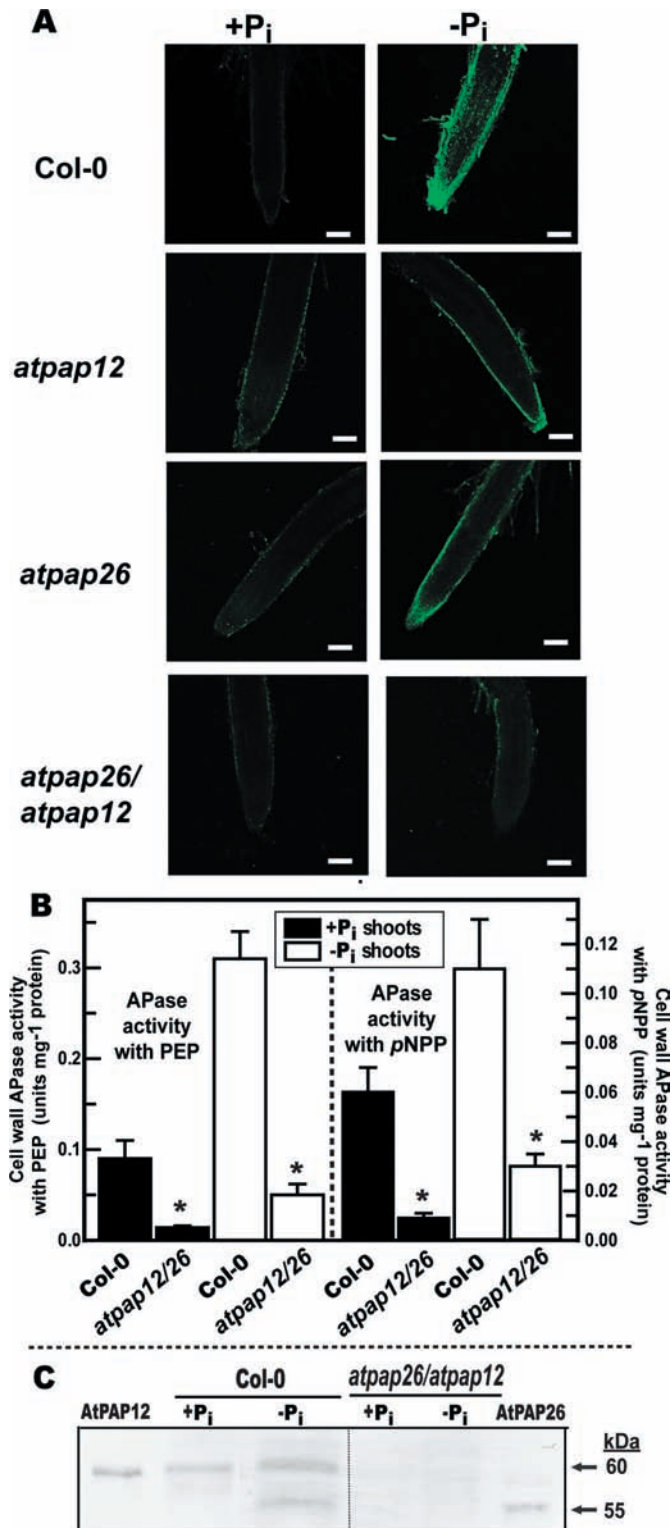 A
+Pi
-Pi
Col-0
atpap12
atpap26
atpap26/
atpap12
B
Cell wall APase activity
with PEP (units mg-1 protein)
0.3
0.2
0.1
0.0
+Pi shoots
-Pi shoots
APase
activity
with PEP
APase
activity
with pNPP
*
*
*
*
0.12
0.10
0.08
0.06
0.04
0.02
0.00
Cell wall APase activity
with pNPP (units mg-1 protein)
Col-0
atpap12/26
Col-0
atpap12/26
Col-0
atpap12/26
Col-0
atpap12/26
C
Col-0
atpap26/atpap12
AtPAP12
+Pi
-Pi
+Pi
-Pi
AtPAP26
kDa
60
55